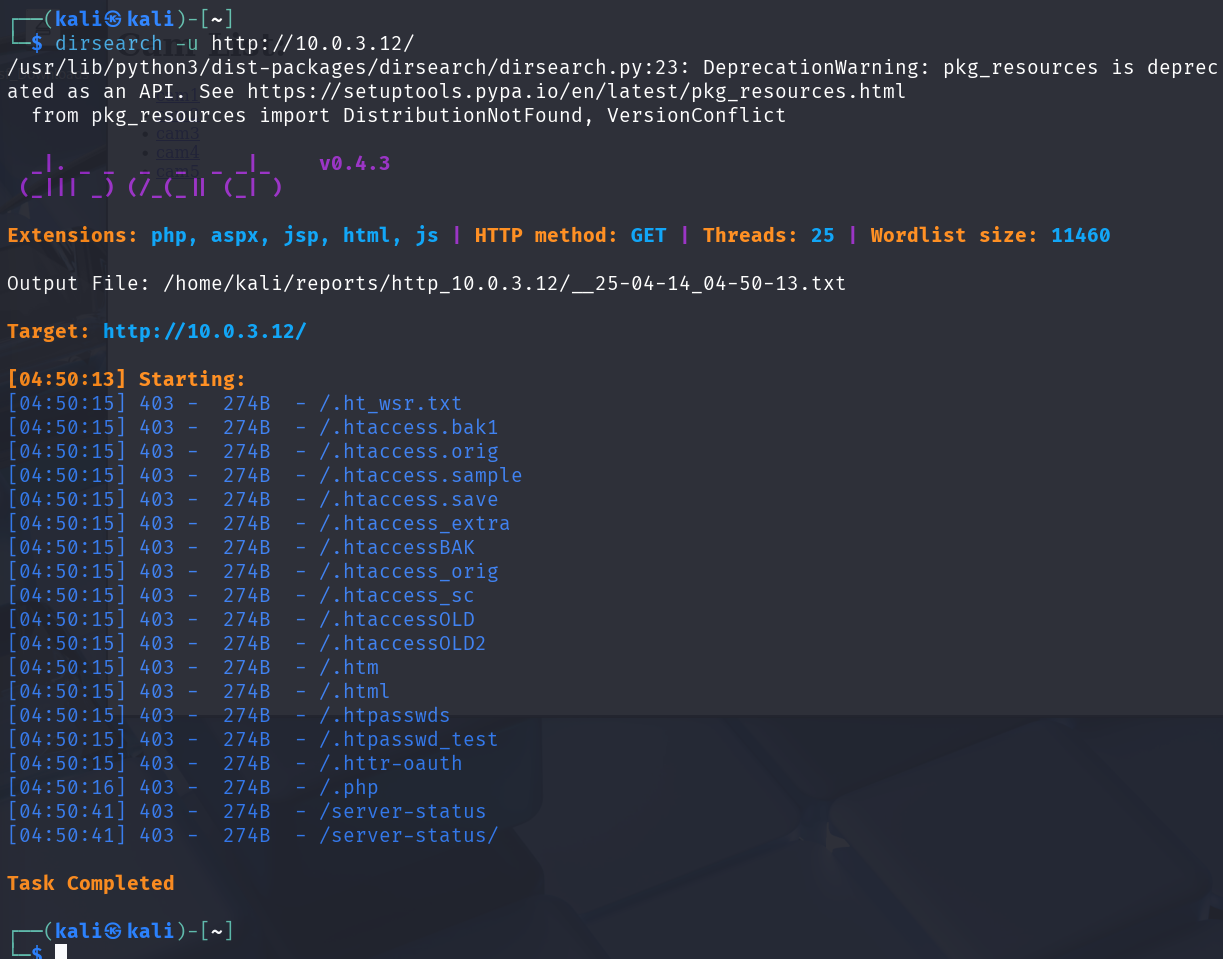 ┌──(kali㉿kali)-[~]
└─$ dirsearch -u http://10.0.3.12/
/usr/lib/python3/dist-packages/dirsearch/dirsearch.py:23: DeprecationWarning: pkg_resources is deprec
ated as an API. See https://setuptools.pypa.io/en/latest/pkg_resources.html
  from pkg_resources import DistributionNotFound, VersionConflict
cam3
cam4
  _|. _ _  _  _  _ _|_    v0.4.3
 (_||| _) (/_(_|| (_| )
Extensions: php, aspx, jsp, html, js | HTTP method: GET | Threads: 25 | Wordlist size: 11460
Output File: /home/kali/reports/http_10.0.3.12/__25-04-14_04-50-13.txt
Target: http://10.0.3.12/
[04:50:13] Starting:
[04:50:15] 403 -  274B  - /.ht_wsr.txt
[04:50:15] 403 -  274B  - /.htaccess.bak1
[04:50:15] 403 -  274B  - /.htaccess.orig
[04:50:15] 403 -  274B  - /.htaccess.sample
[04:50:15] 403 -  274B  - /.htaccess.save
[04:50:15] 403 -  274B  - /.htaccess_extra
[04:50:15] 403 -  274B  - /.htaccessBAK
[04:50:15] 403 -  274B  - /.htaccess_orig
[04:50:15] 403 -  274B  - /.htaccess_sc
[04:50:15] 403 -  274B  - /.htaccessOLD
[04:50:15] 403 -  274B  - /.htaccessOLD2
[04:50:15] 403 -  274B  - /.htm
[04:50:15] 403 -  274B  - /.html
[04:50:15] 403 -  274B  - /.htpasswds
[04:50:15] 403 -  274B  - /.htpasswd_test
[04:50:15] 403 -  274B  - /.httr-oauth
[04:50:16] 403 -  274B  - /.php
[04:50:41] 403 -  274B  - /server-status
[04:50:41] 403 -  274B  - /server-status/
Task Completed
┌──(kali㉿kali)-[~]
└─$